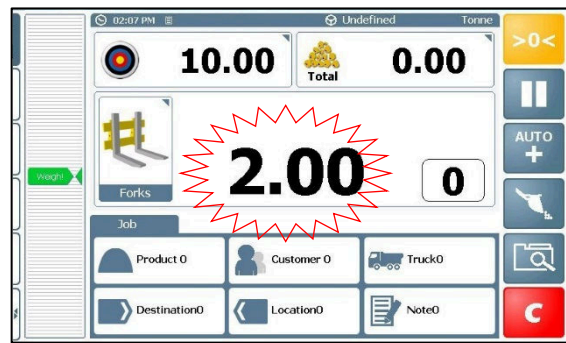 02:07 PM Undefined Tonne
>0<
10.00 Total 0.00
AUTO
+
Weight
Forks 2.00 0
Job
Product 0 Customer 0 Truck0
Destination0 Location0 Note0
C